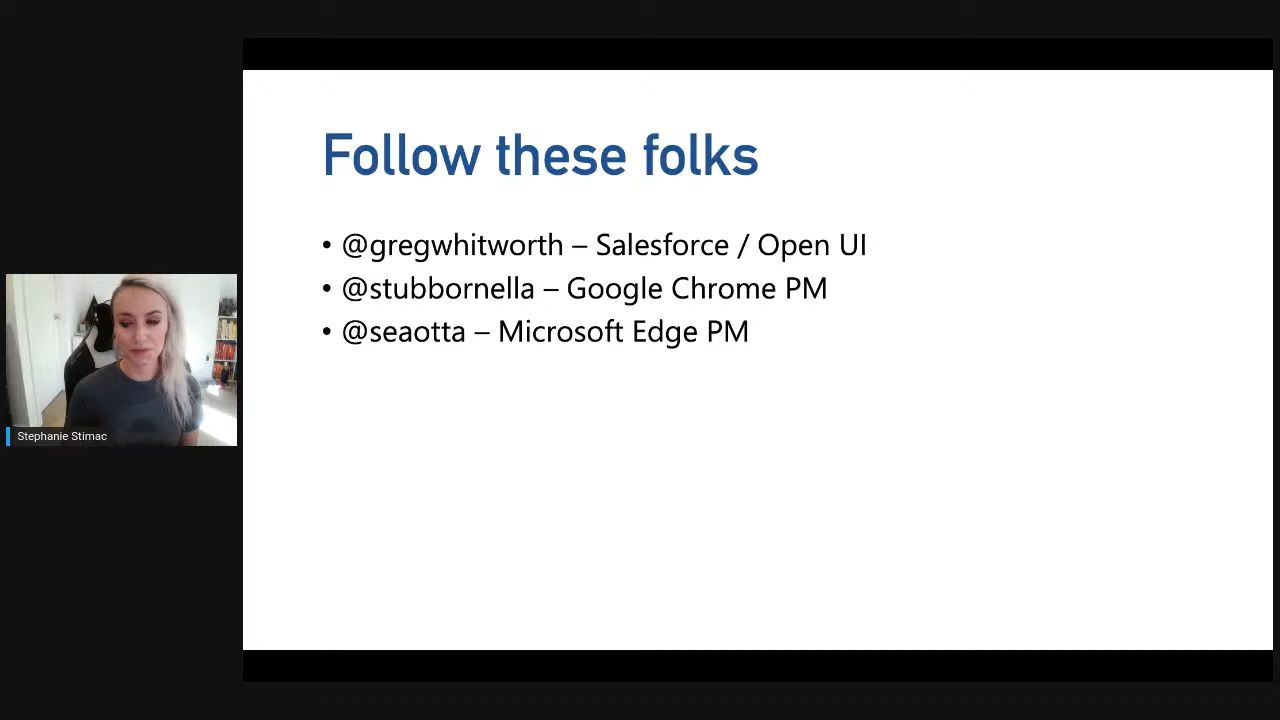 Follow these folks
• @gregwhitworth – Salesforce / Open UI
• @stubbornella – Google Chrome PM
• @seaotta – Microsoft Edge PM
Stephanie Stimac